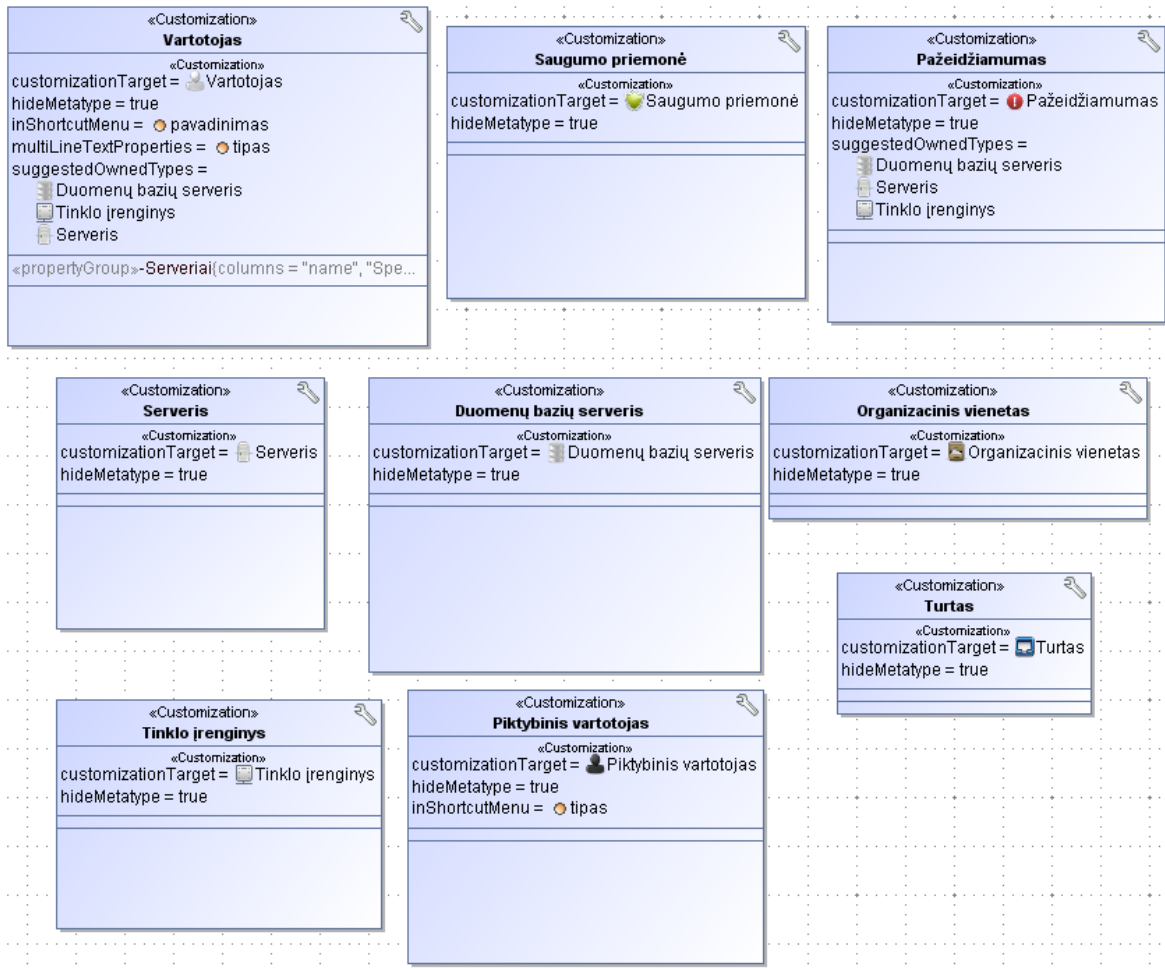 «Customization»
Vartotojas
«Customization»
customizationTarget = Vartotojas
hideMetatype = true
inShortcutMenu = pavadinimas
multiLineTextProperties = tipas
suggestedOwnedTypes =
Duomenų bazių serveris
Tinklo įrenginys
Serveris
«propertyGroup»-Serveriai{columns = "name", "Spe...
«Customization»
Saugumo priemonė
«Customization»
customizationTarget = Saugumo priemonė
hideMetatype = true
«Customization»
Pažeidžiamumas
«Customization»
customizationTarget = Pažeidžiamumas
hideMetatype = true
suggestedOwnedTypes =
Duomenų bazių serveris
Serveris
Tinklo įrenginys
«Customization»
Serveris
«Customization»
customizationTarget = Serveris
hideMetatype = true
«Customization»
Duomenų bazių serveris
«Customization»
customizationTarget = Duomenų bazių serveris
hideMetatype = true
«Customization»
Organizacinis vienetas
«Customization»
customizationTarget = Organizacinis vienetas
hideMetatype = true
«Customization»
Turtas
«Customization»
customizationTarget = Turtas
hideMetatype = true
«Customization»
Tinklo įrenginys
«Customization»
customizationTarget = Tinklo įrenginys
hideMetatype = true
«Customization»
Piktybinis vartotojas
«Customization»
customizationTarget = Piktybinis vartotojas
hideMetatype = true
inShortcutMenu = tipas